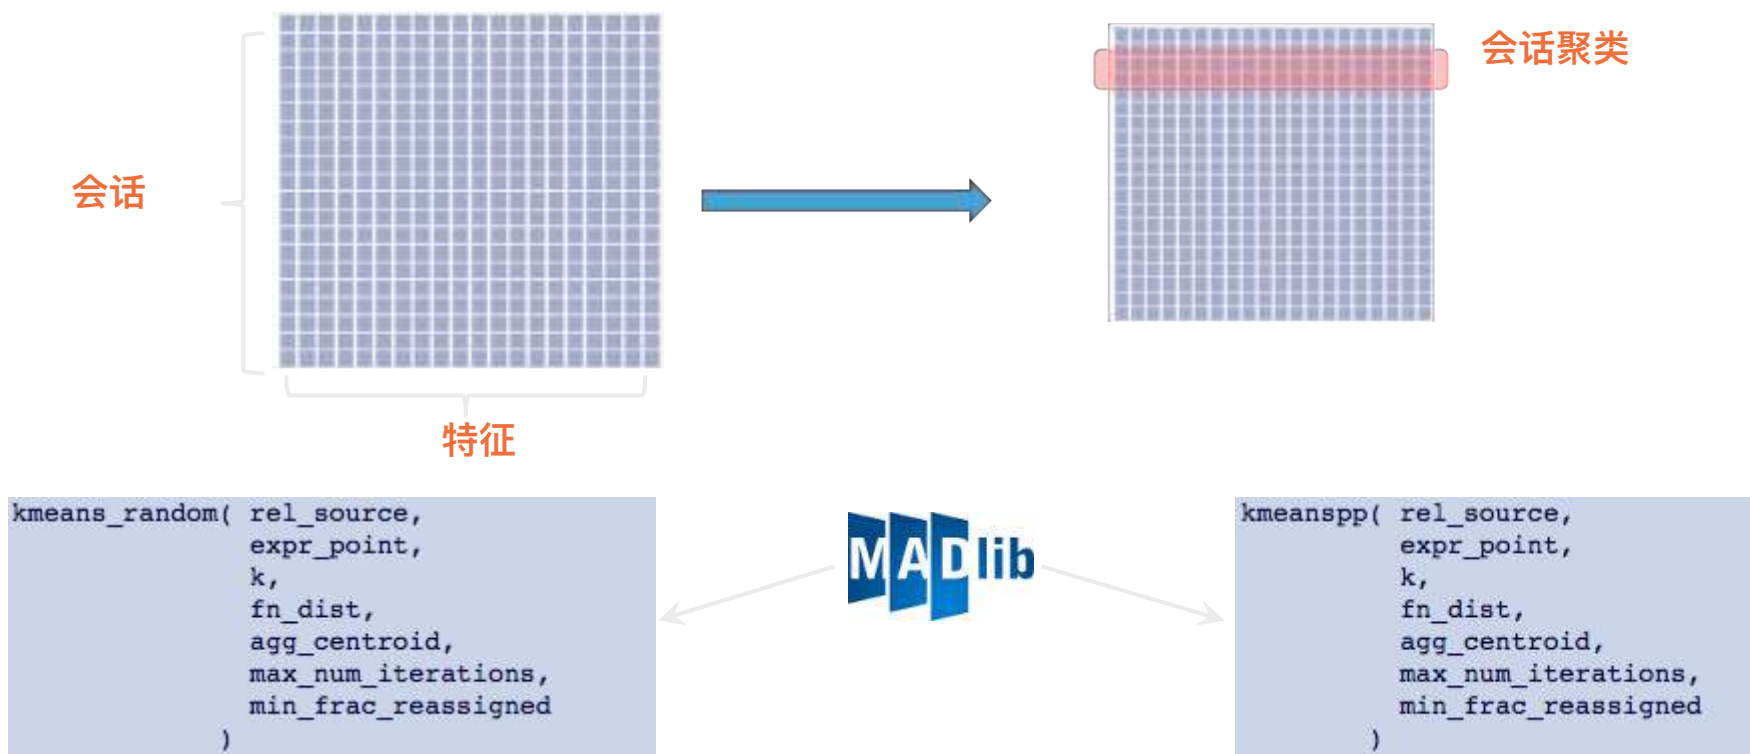 会话聚类
会话
特征
kmeans_random( rel_source,
expr_point,
k,
fn_dist,
agg_centroid,
max_num_iterations,
min_frac_reassigned
)
MADlib
kmeanspp( rel_source,
expr_point,
k,
fn_dist,
agg_centroid,
max_num_iterations,
min_frac_reassigned
)